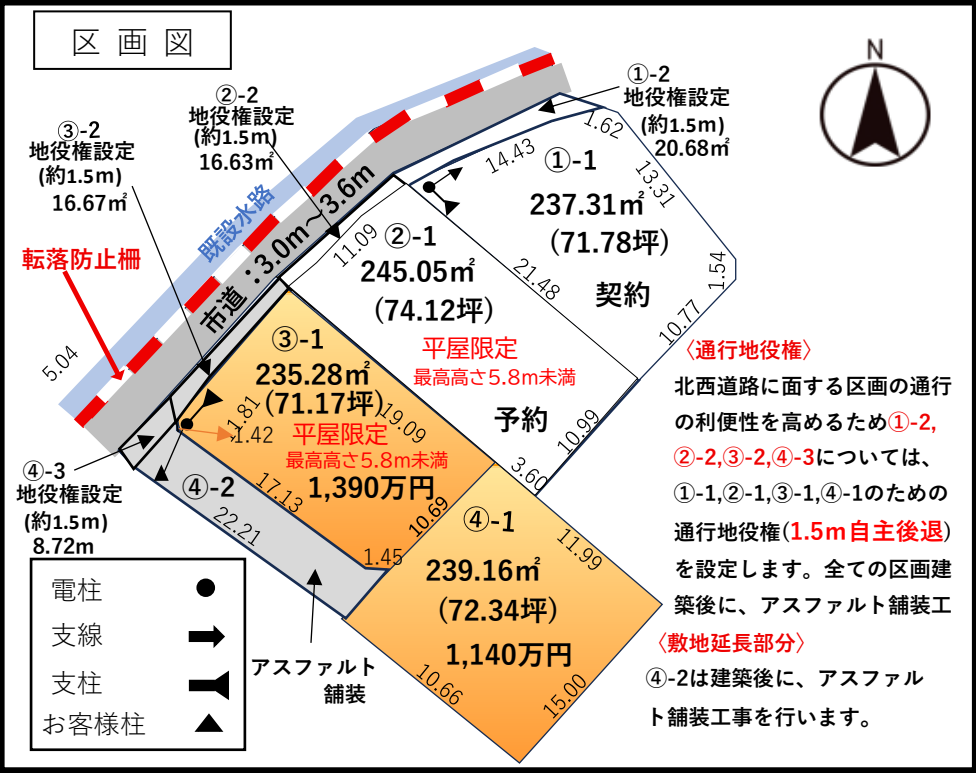 区画図
N
①-2
地役権設定
(約1.5m)
20.68㎡
②-2
地役権設定
(約1.5m)
16.63㎡
③-2
地役権設定
(約1.5m)
16.67㎡
既設水路
市道：3.0m～3.6m
転落防止柵
5.04
1.62
14.43
13.31
①-1
237.31㎡
(71.78坪)
契約
1.54
10.77
11.09
②-1
245.05㎡
(74.12坪)
21.48
平屋限定
最高高さ5.8m未満
予約
10.99
3.60
③-1
235.28㎡
(71.17坪)
19.09
11.81
1.42
平屋限定
最高高さ5.8m未満
1,390万円
17.13
10.69
1.45
④-3
地役権設定
(約1.5m)
8.72m
④-2
22.21
④-1
239.16㎡
(72.34坪)
1,140万円
11.99
10.66
15.00
アスファルト
舗装
電柱
支線
支柱
お客様柱
〈通行地役権〉
北西道路に面する区画の通行
の利便性を高めるため①-2,
②-2,③-2,④-3については、
①-1,②-1,③-1,④-1のための
通行地役権(1.5m自主後退)
を設定します。全ての区画建
築後に、アスファルト舗装工
〈敷地延長部分〉
④-2は建築後に、アスファル
ト舗装工事を行います。